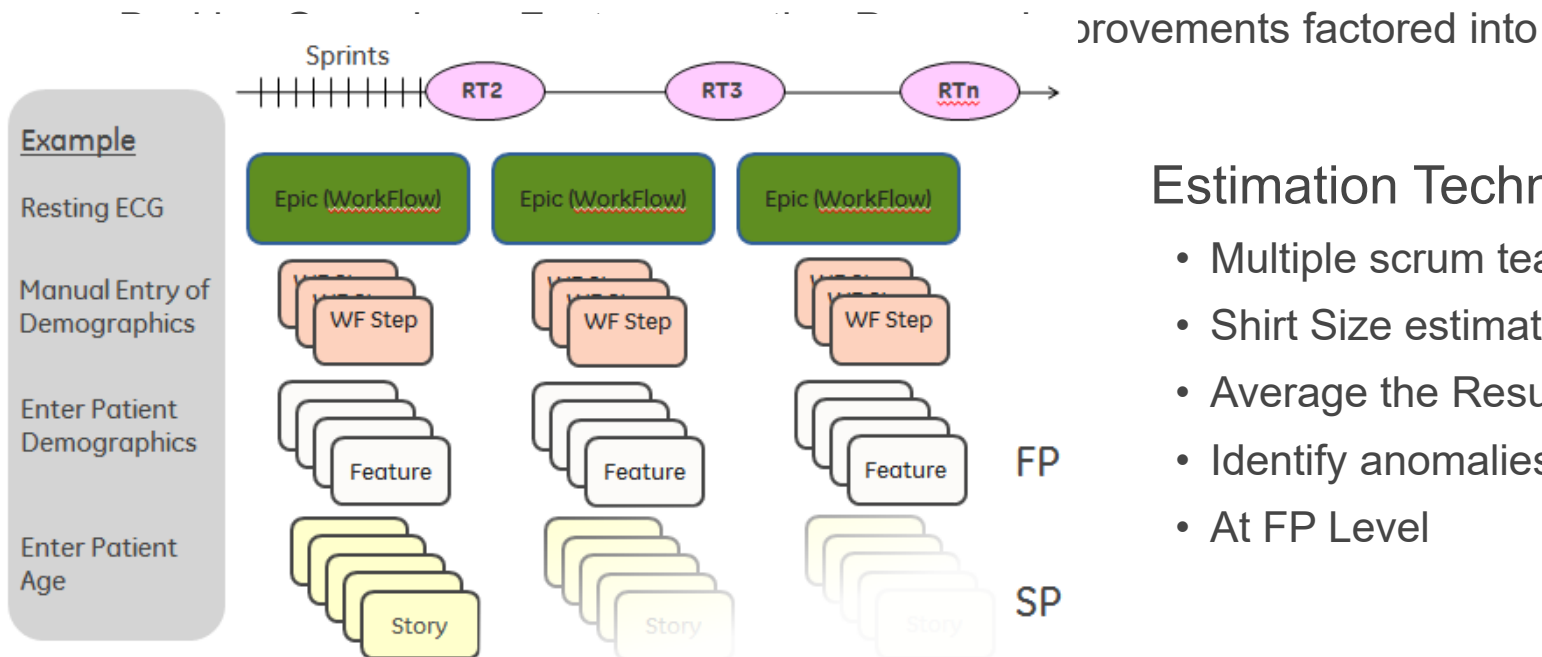 provements factored into
Sprints
RT2
RT3
RTn
Example
Resting ECG
Manual Entry of
Demographics
Enter Patient
Demographics
Enter Patient
Age
Epic (WorkFlow)
Epic (WorkFlow)
Epic (WorkFlow)
WF Step
WF Step
WF Step
Feature
Feature
Feature
FP
Story
Story
Story
SP
Estimation Techn
• Multiple scrum tea
• Shirt Size estimat
• Average the Resu
• Identify anomalies
• At FP Level